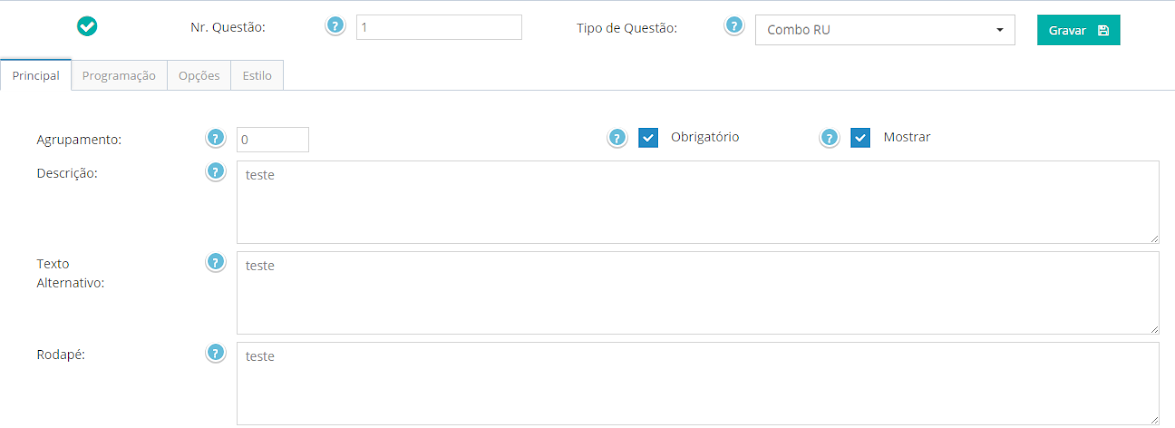 Nr. Questão: ? 1 Tipo de Questão: ? Combo RU Gravar
Principal Programação Opções Estilo
Agrupamento: ? 0 ? Obrigatório ? Mostrar
Descrição: ? teste
Texto
Alternativo: ? teste
Rodapé: ? teste